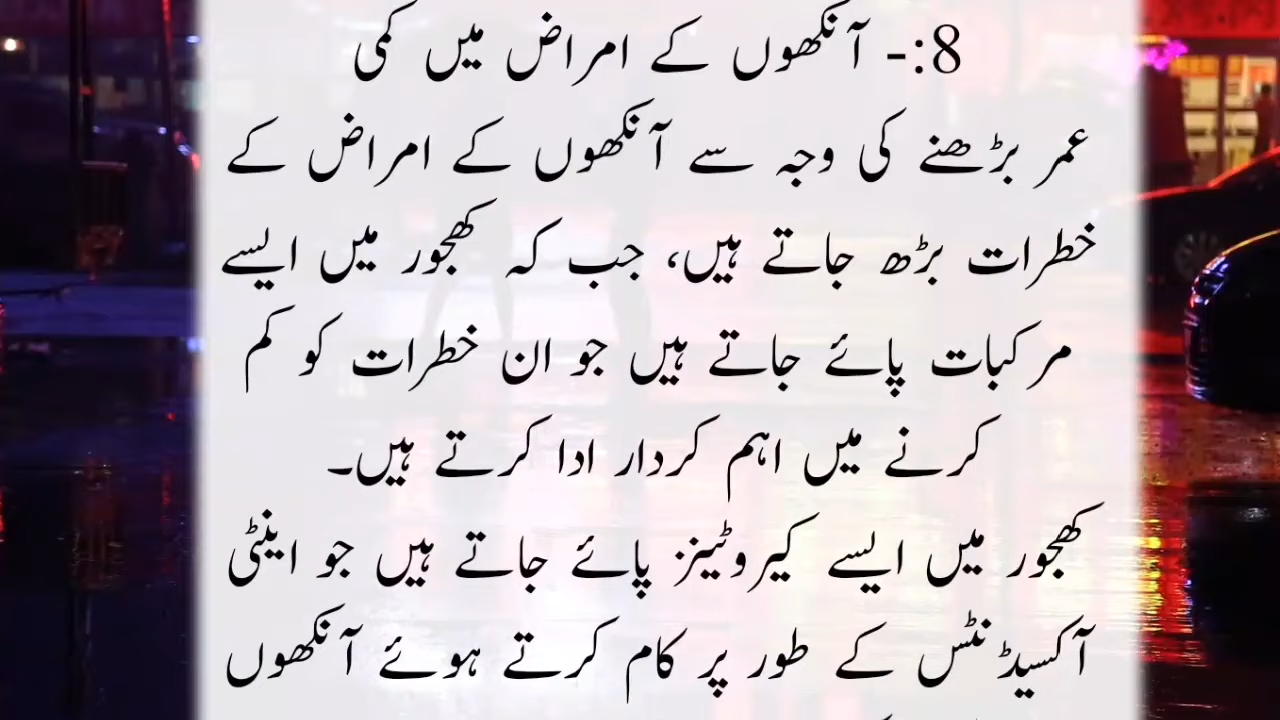 8:- آنکھوں کے امراض میں کمی
عمر بڑھنے کی وجہ سے آنکھوں کے امراض کے
خطرات بڑھ جاتے ہیں، جب کہ کھجور میں ایسے
مرکبات پائے جاتے ہیں جو ان خطرات کو کم
کرنے میں اہم کردار ادا کرتے ہیں۔
کھجور میں ایسے کیروٹینز پائے جاتے ہیں جو اینٹی
آکسیڈنٹس کے طور پر کام کرتے ہوئے آنکھوں